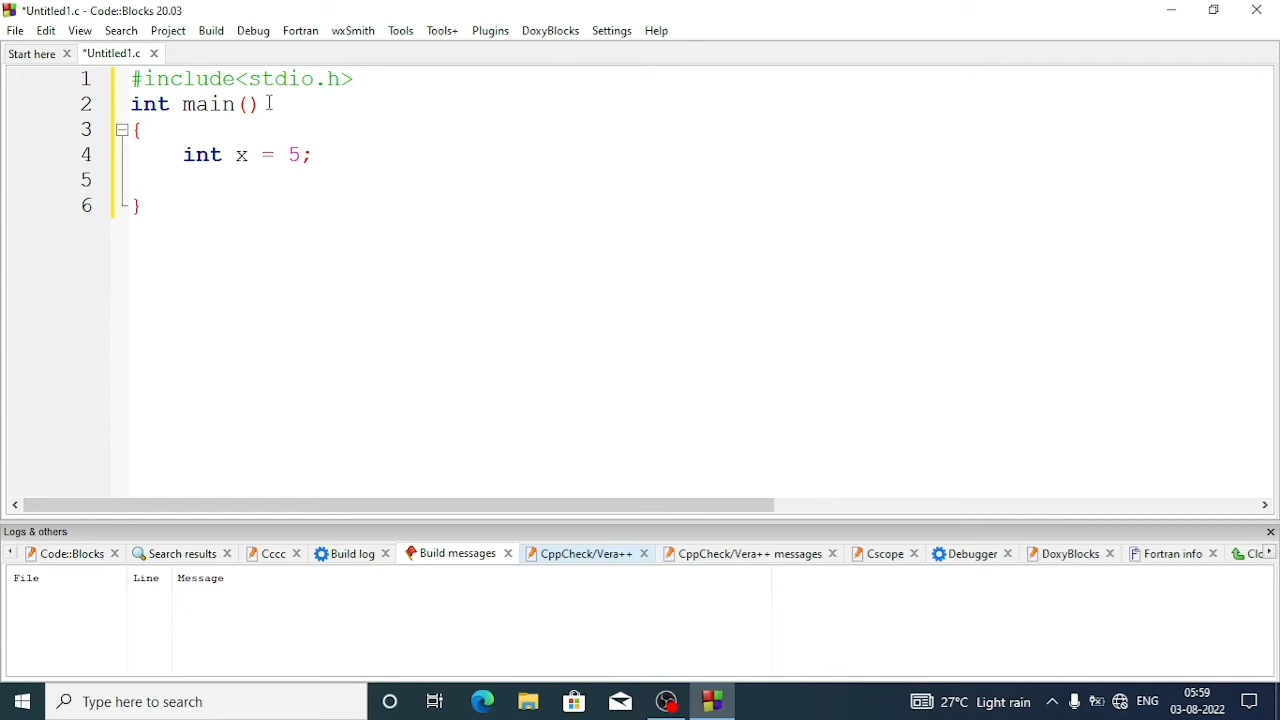 *Untitled1.c - Code::Blocks 20.03
File Edit View Search Project Build Debug Fortran wxSmith Tools Tools+ Plugins DoxyBlocks Settings Help
Start here *Untitled1.c
1 #include<stdio.h>
2 int main()
3 {
4 int x = 5;
5
6 }
Logs & others
Code::Blocks Search results Cccc Build log Build messages CppCheck/Vera++ CppCheck/Vera++ messages Cscope Debugger DoxyBlocks Fortran info Clo
File Line Message
Type here to search 27°C Light rain ENG 05:59
03-08-2022